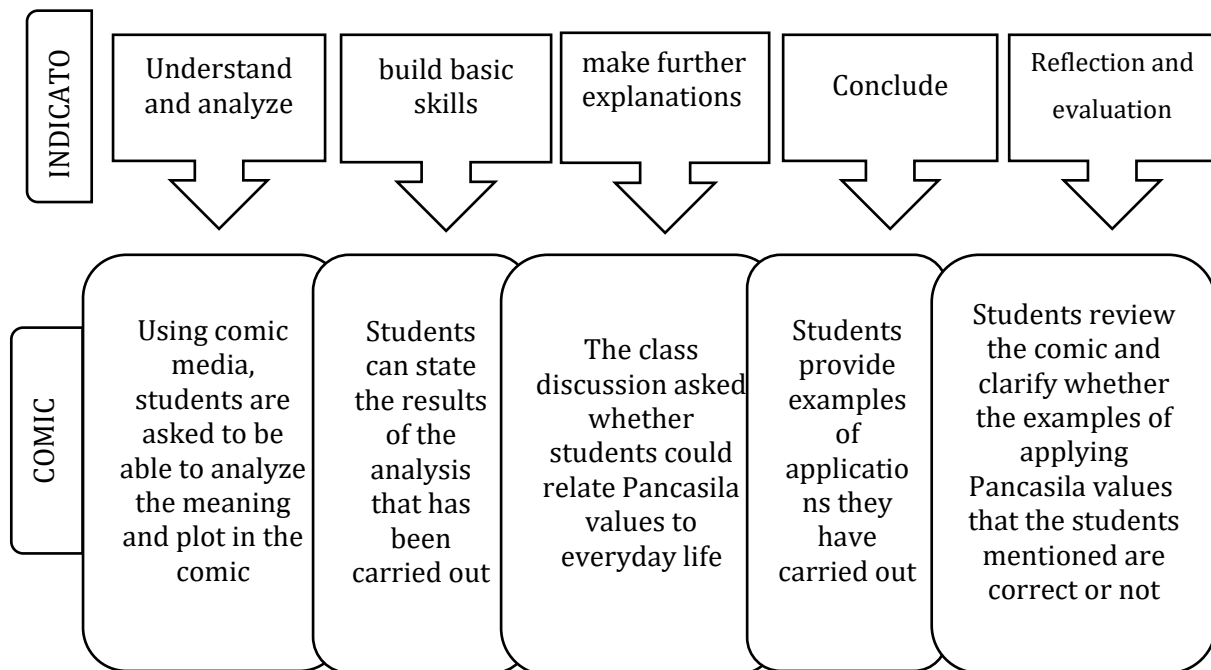 INDICATO
Understand
and analyze
build basic
skills
make further
explanations
Conclude
Reflection and
evaluation
COMIC
Using comic
media,
students are
asked to be
able to analyze
the meaning
and plot in the
comic
Students
can state
the results
of the
analysis
that has
been
carried out
The class
discussion asked
whether
students could
relate Pancasila
values to
everyday life
Students
provide
examples
of
applicatio
ns they
have
carried out
Students review
the comic and
clarify whether
the examples of
applying
Pancasila values
that the students
mentioned are
correct or not